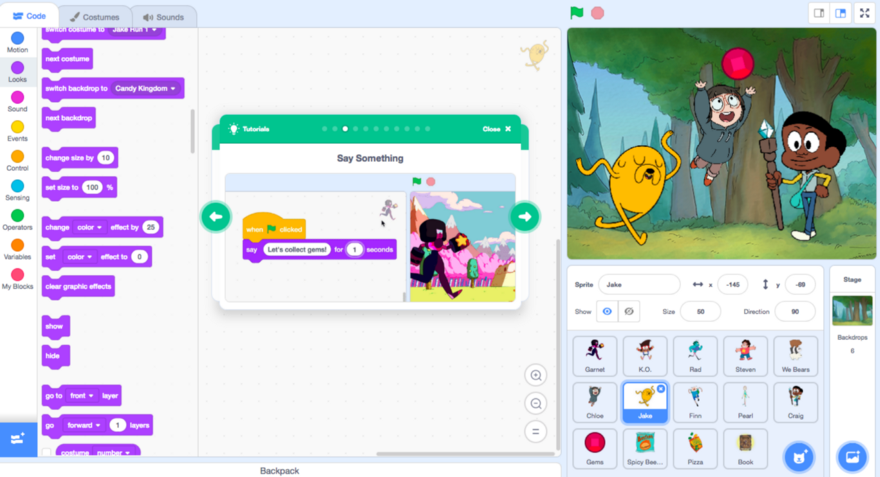 Code
Costumes
Sounds
Motion
Looks
Sound
Events
Control
Sensing
Operators
Variables
My Blocks
switch costume to Jake Run 1
next costume
switch backdrop to Candy Kingdom
next backdrop
change size by 10
set size to 100 %
change color effect by 25
set color effect to 0
clear graphic effects
show
hide
go to front layer
go forward 1 layers
costume number
Tutorials
Close
Say Something
when clicked
say Let's collect gems! for 1 seconds
Backpack
Sprite Jake x -145 y -89
Show Size 50 Direction 90
Garnet K.O. Rad Steven We Bears
Chloe Jake Finn Pearl Craig
Gems Spicy Bee... Pizza Book
Stage
Backdrops
6